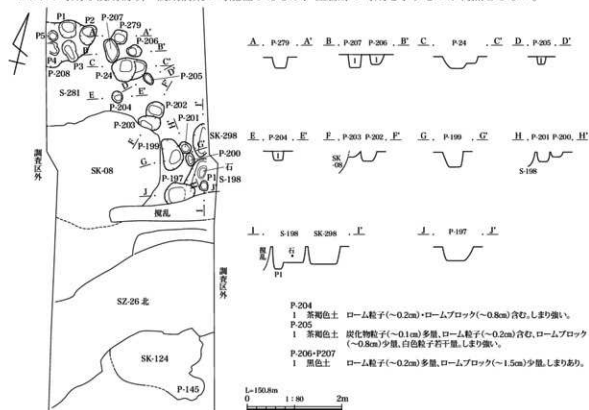 P-207
P1
P2
A
P-279
A'
P5
B
P-206
B'
P4
P3
C
P-24
C'
P-208
D'
P-205
S-281
E
E'
P-204
P-202
P-201
P-203
SK-298
P-199
G'
G
P-200
石
SK-08
P-197
P1
S-198
J
J'
攪乱
調査区外
調査区外
SZ-26 北
SK-124
P-145
A P-279 A'
B P-207 P-206 B'
1 1
C P-24 C'
D P-205 D'
E P-204 E'
1
F P-203 P-202 F'
SK-08
G P-199 G'
H P-201 P-200 H'
S-198
I S-198 SK-298 I'
攪乱
石
P1
J P-197 J'
P-204
1 茶褐色土 ローム粒子(～0.2cm)・ロームブロック(～0.8cm)含む。しまり強い。
P-205
1 茶褐色土 炭化物粒子(～0.1cm)多量、ローム粒子(～0.2cm)含む、ロームブロック
(～0.8cm)少量、白色粒子若干量。しまり強い。
P-206・P207
1 黒色土 ローム粒子(～0.2cm)多量、ロームブロック(～1.5cm)少量。しまりあり。
L=150.8m
0 1:80 2m